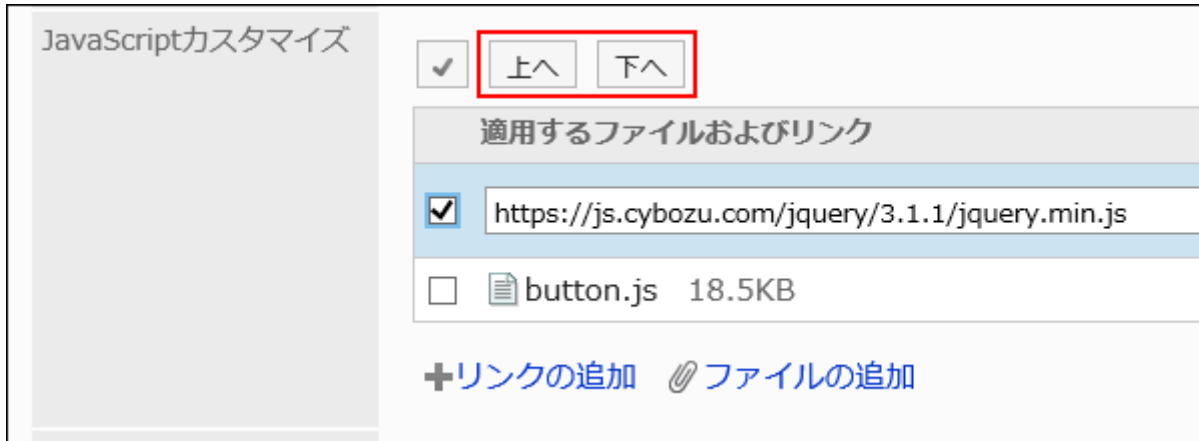 JavaScriptカスタマイズ
上へ 下へ
適用するファイルおよびリンク
https://js.cybozu.com/jquery/3.1.1/jquery.min.js
button.js 18.5KB
リンクの追加 ファイルの追加